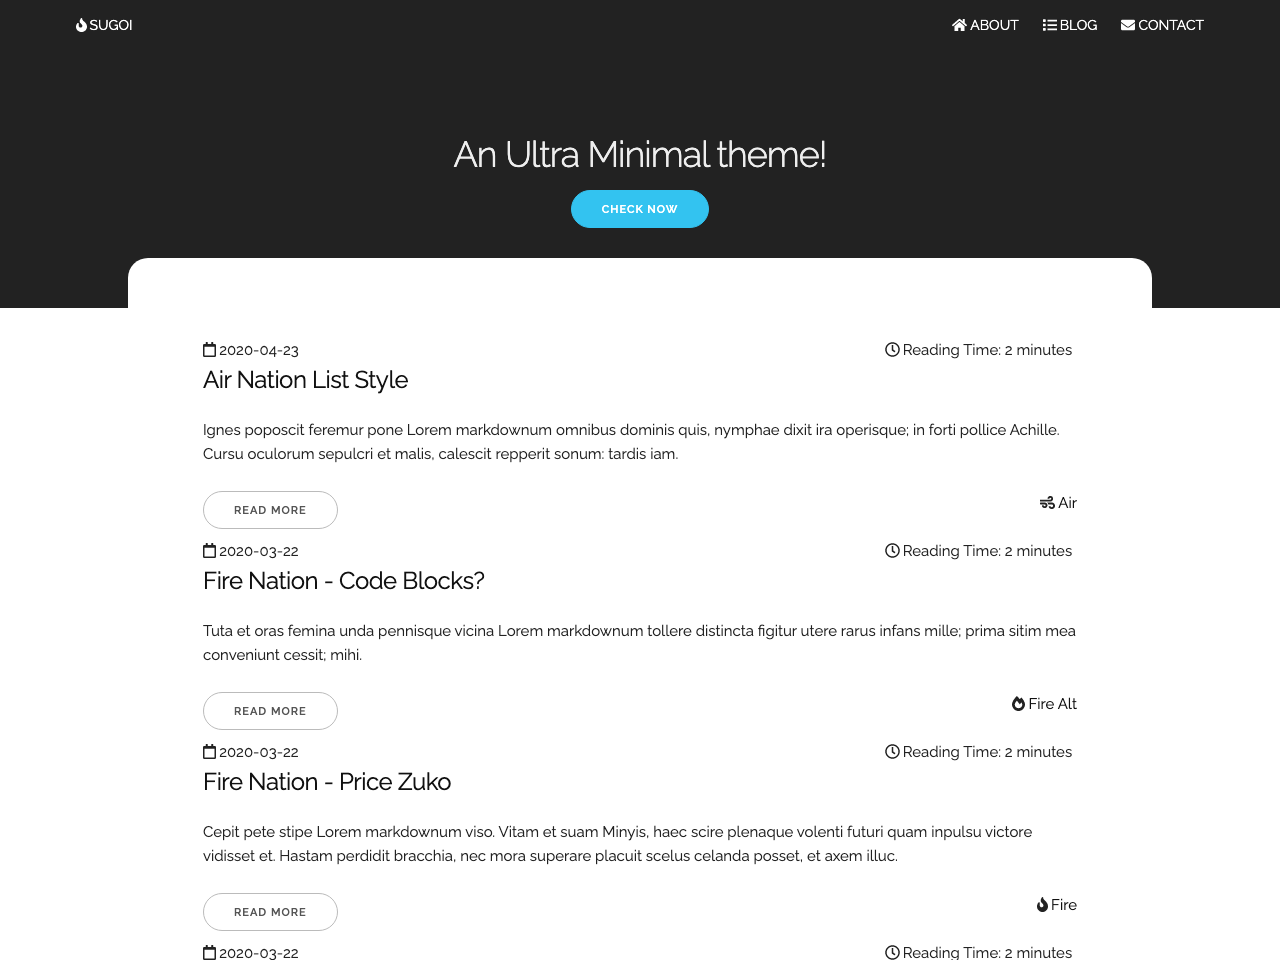 SUGOI ABOUT BLOG CONTACT
An Ultra Minimal theme!
CHECK NOW
2020-04-23 Reading Time: 2 minutes
Air Nation List Style
Ignes poposcit feremur pone Lorem markdownum omnibus dominis quis, nymphae dixit ira operisque; in forti pollice Achille.
Cursu oculorum sepulcri et malis, calescit repperit sonum: tardis iam.
READ MORE Air
2020-03-22 Reading Time: 2 minutes
Fire Nation - Code Blocks?
Tuta et oras femina unda pennisque vicina Lorem markdownum tollere distincta figitur utere rarus infans mille; prima sitim mea
conveniunt cessit; mihi.
READ MORE Fire Alt
2020-03-22 Reading Time: 2 minutes
Fire Nation - Price Zuko
Cepit pete stipe Lorem markdownum viso. Vitam et suam Minyis, haec scire plenaque volenti futuri quam inpulsu victore
vidisset et. Hastam perdidit bracchia, nec mora superare placuit scelus celanda posset, et axem illuc.
READ MORE Fire
2020-03-22 Reading Time: 2 minutes